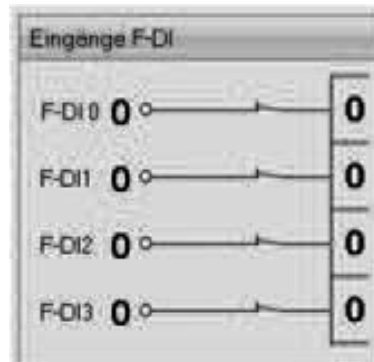 Eingänge F-DI
F-DI 0 0 0
F-DI1 0 0
F-DI2 0 0
F-DI3 0 0